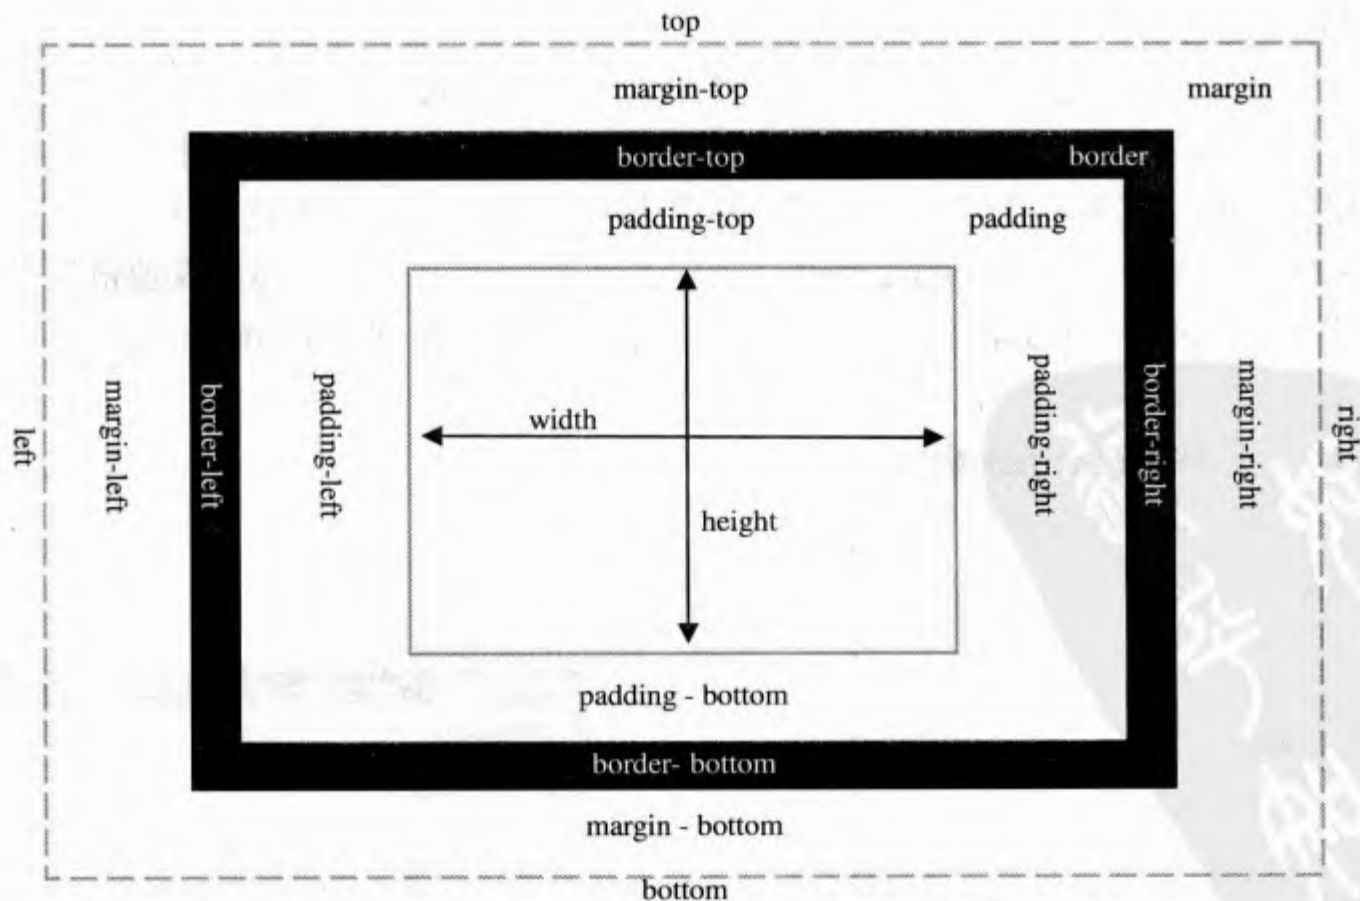 top
margin-top
margin
border-top
border
padding-top
padding
left
margin-left
border-left
padding-left
width
height
padding-right
border-right
margin-right
right
padding - bottom
border- bottom
margin - bottom
bottom